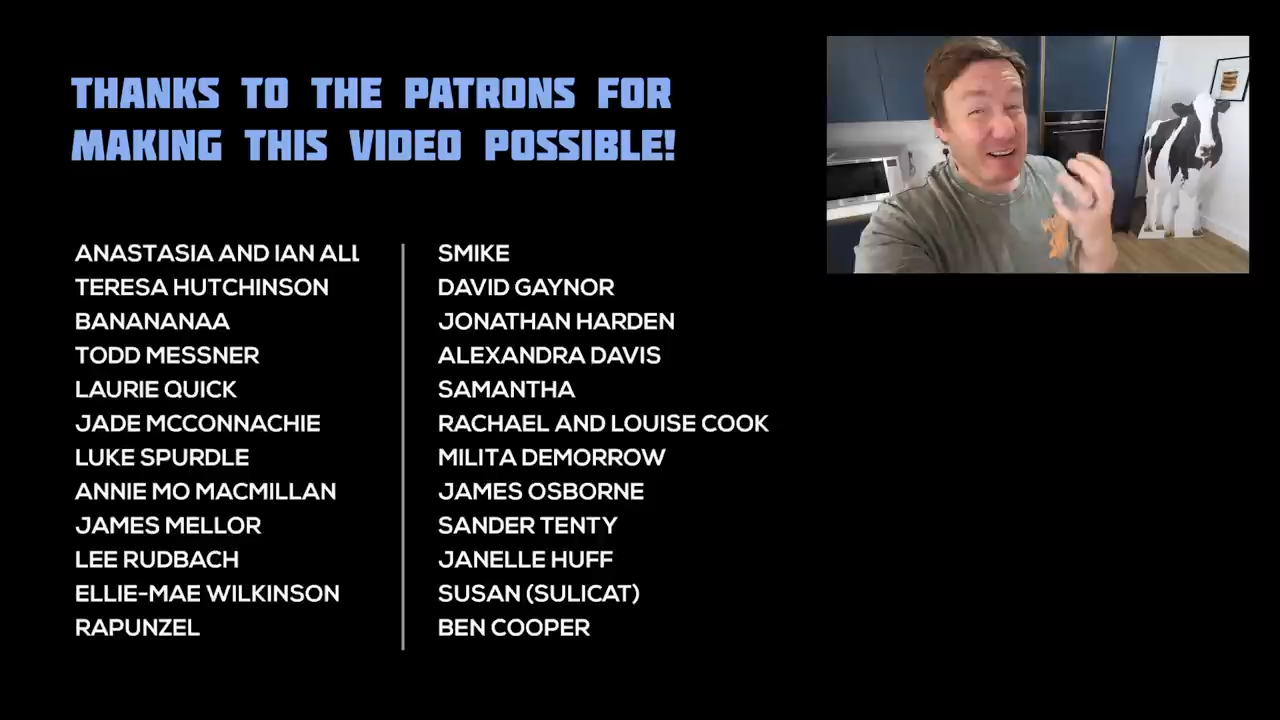 THANKS TO THE PATRONS FOR
MAKING THIS VIDEO POSSIBLE!
ANASTASIA AND IAN ALL
TERESA HUTCHINSON
BANANANAA
TODD MESSNER
LAURIE QUICK
JADE MCCONNACHIE
LUKE SPURDLE
ANNIE MO MACMILLAN
JAMES MELLOR
LEE RUDBACH
ELLIE-MAE WILKINSON
RAPUNZEL
SMIKE
DAVID GAYNOR
JONATHAN HARDEN
ALEXANDRA DAVIS
SAMANTHA
RACHAEL AND LOUISE COOK
MILITA DEMORROW
JAMES OSBORNE
SANDER TENTY
JANELLE HUFF
SUSAN (SULICAT)
BEN COOPER